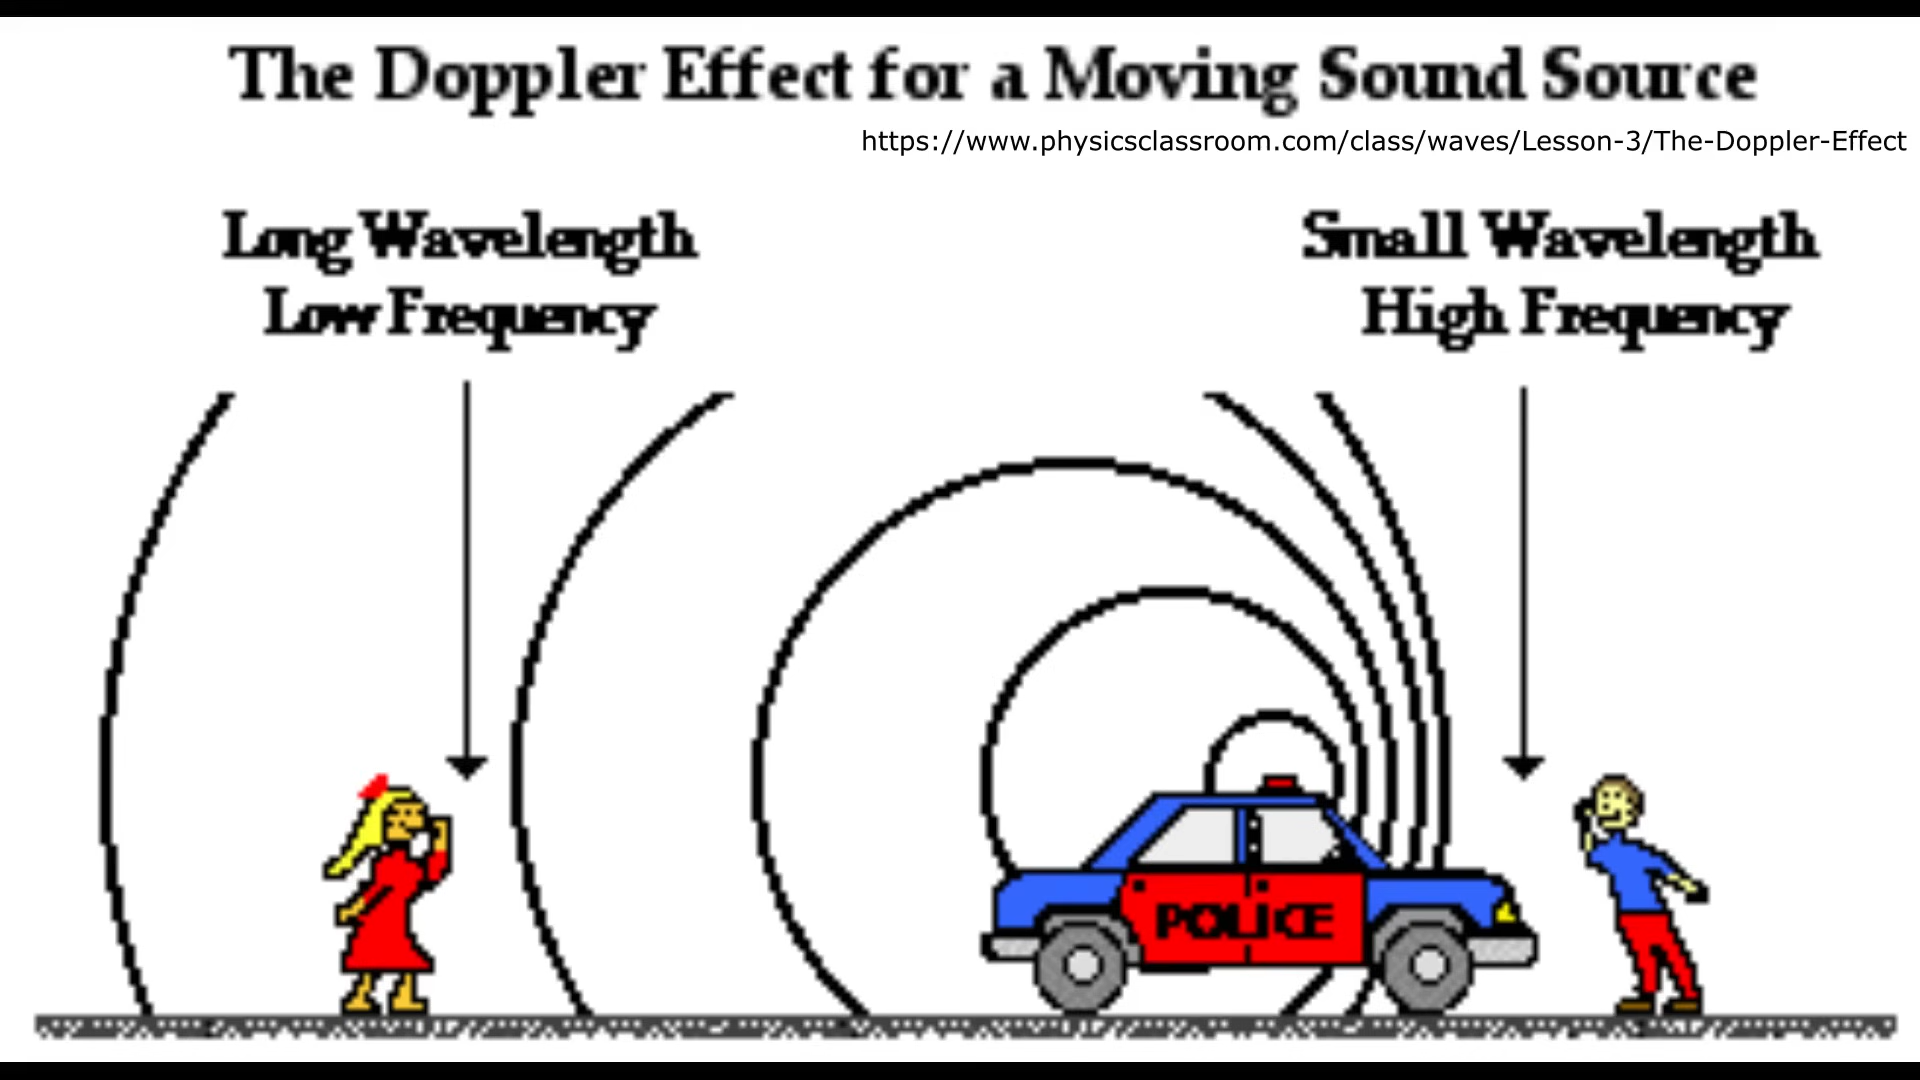 The Doppler Effect for a Moving Sound Source
https://www.physicsclassroom.com/class/waves/Lesson-3/The-Doppler-Effect
Long Wavelength
Low Frequency
Small Wavelength
High Frequency
POLiCE